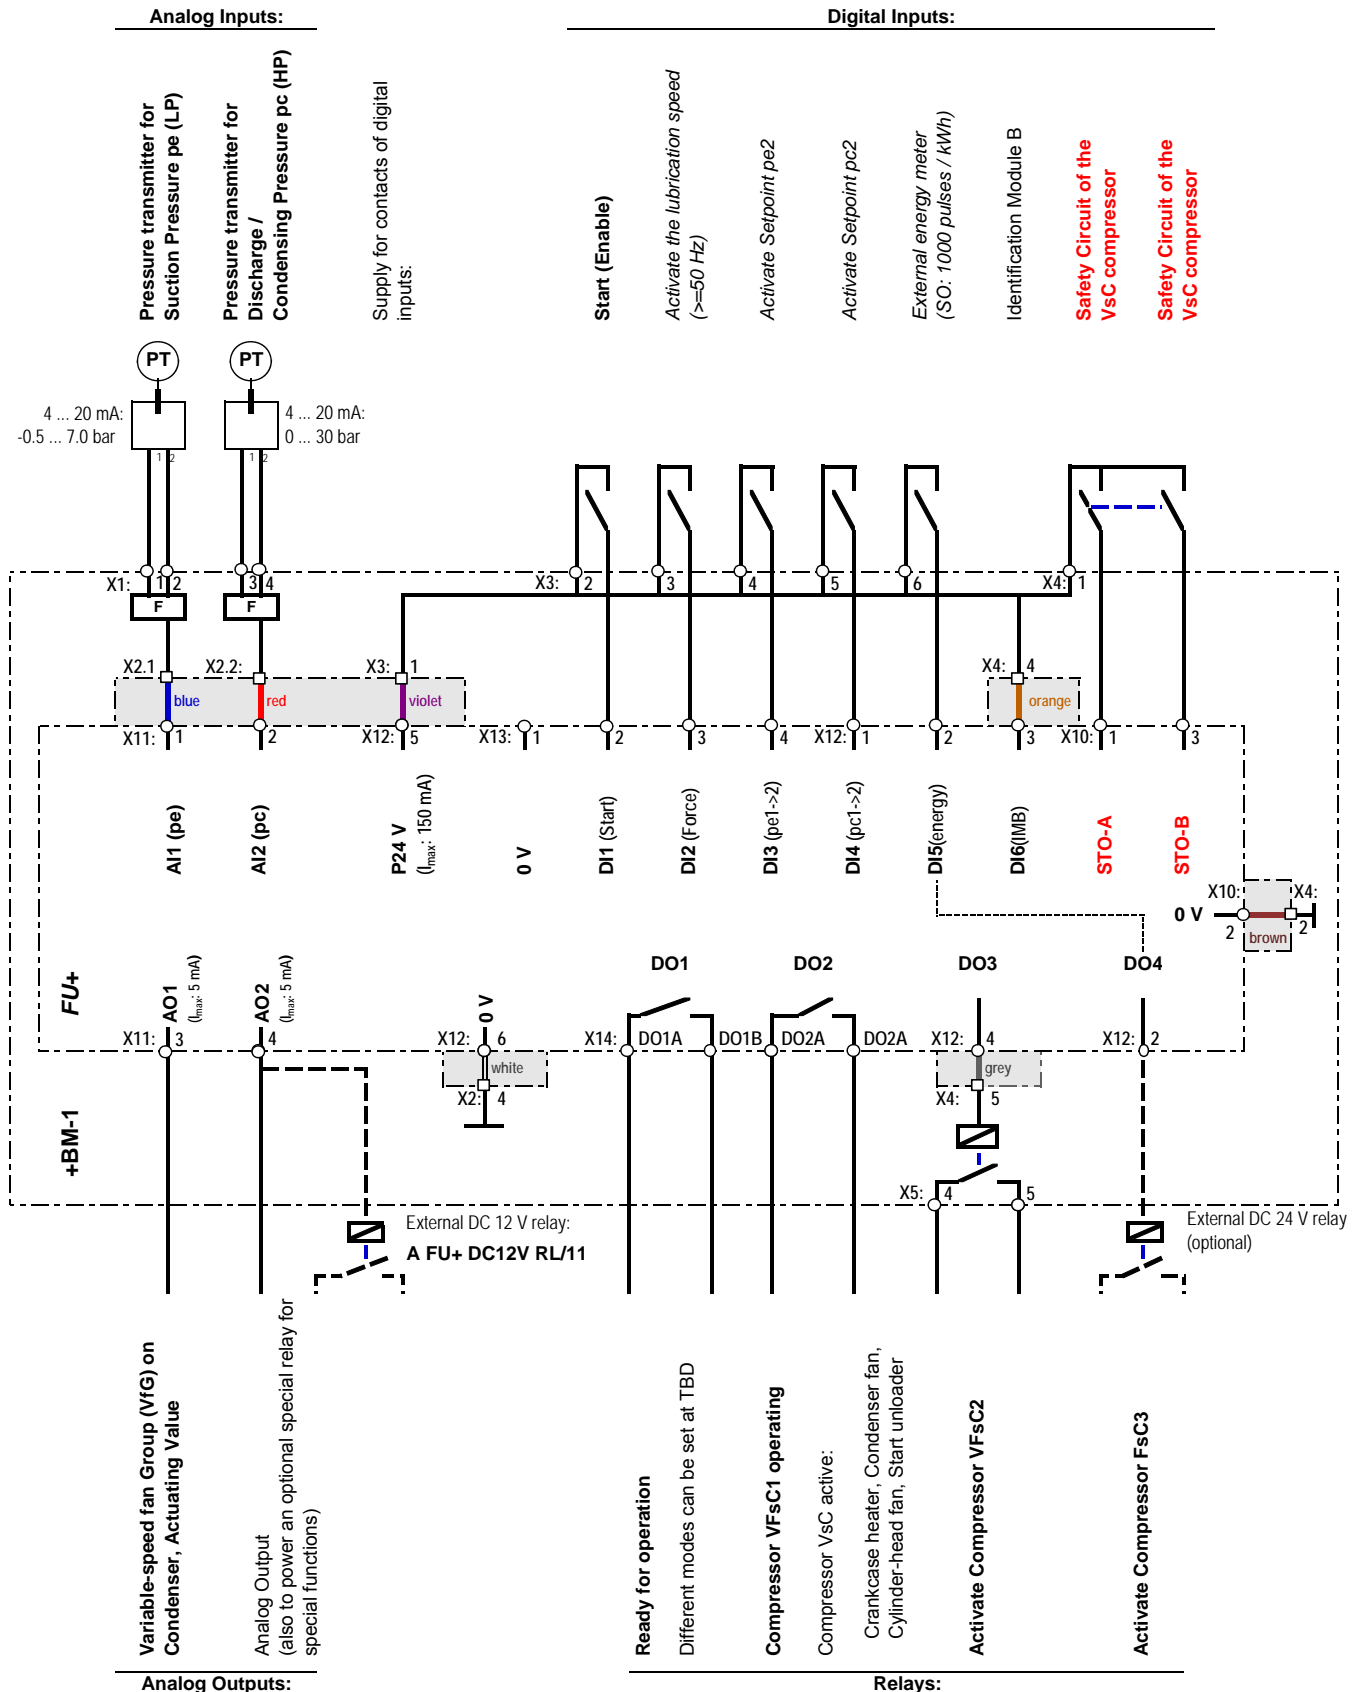 Analog Inputs:
Digital Inputs:
Pressure transmitter for
Suction Pressure pe (LP)
Pressure transmitter for
Discharge /
Condensing Pressure pc (HP)
Supply for contacts of digital
inputs:
Start (Enable)
Activate the lubrication speed
(>=50 Hz)
Activate Setpoint pe2
Activate Setpoint pc2
External energy meter
(SO: 1000 pulses / kWh)
Identification Module B
Safety Circuit of the
VsC compressor
Safety Circuit of the
VsC compressor
PT
PT
4 ... 20 mA:
-0.5 ... 7.0 bar
4 ... 20 mA:
0 ... 30 bar
1 2
1 2
X1: 1 2 3 4
X3: 2 3 4 5 6
X4: 1
F
F
X2.1
X2.2:
X3: 1
X4: 4
blue
red
violet
orange
X11: 1 2
X12: 5
X13: 1 2 3 4
X12: 1 2 3
X10: 1 3
AI1 (pe)
AI2 (pc)
P24 V
(Imax: 150 mA)
0 V
DI1 (Start)
DI2 (Force)
DI3 (pe1->2)
DI4 (pc1->2)
DI5(energy)
DI6(IMB)
STO-A
STO-B
X10: X4:
0 V
2 2
brown
FU+
AO1
(Imax: 5 mA)
AO2
(Imax: 5 mA)
0 V
DO1
DO2
DO3
DO4
X11: 3 4
X12: 6
X14: DO1A DO1B DO2A DO2A
X12: 4
X12: 2
white
grey
X2: 4
X4: 5
+BM-1
X5: 4 5
External DC 12 V relay:
A FU+ DC12V RL/11
External DC 24 V relay
(optional)
Variable-speed fan Group (VfG) on
Condenser, Actuating Value
Analog Output
(also to power an optional special relay for
special functions)
Ready for operation
Different modes can be set at TBD
Compressor VFsC1 operating
Compressor VsC active:
Crankcase heater, Condenser fan,
Cylinder-head fan, Start unloader
Activate Compressor VFsC2
Activate Compressor FsC3
Analog Outputs:
Relays: